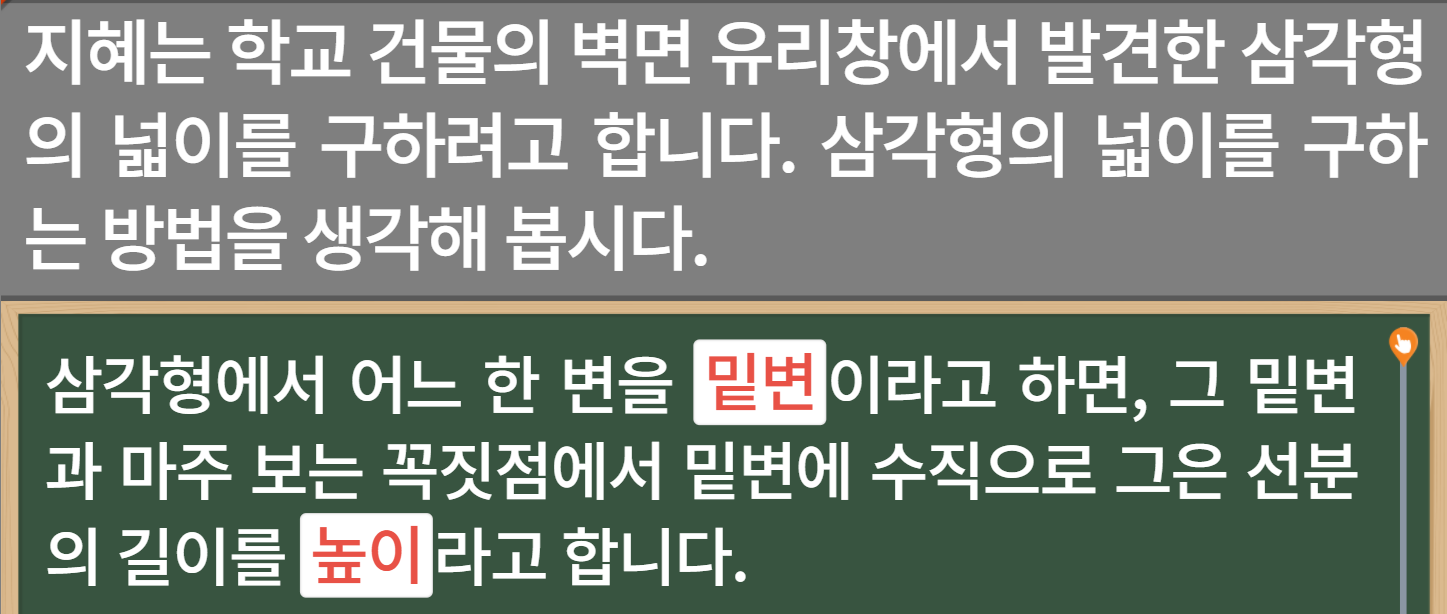 지혜는 학교 건물의 벽면 유리창에서 발견한 삼각형
의 넓이를 구하려고 합니다. 삼각형의 넓이를 구하
는 방법을 생각해 봅시다.
삼각형에서 어느 한 변을 밑변이라고 하면, 그 밑변
과 마주 보는 꼭짓점에서 밑변에 수직으로 그은 선분
의 길이를 높이라고 합니다.